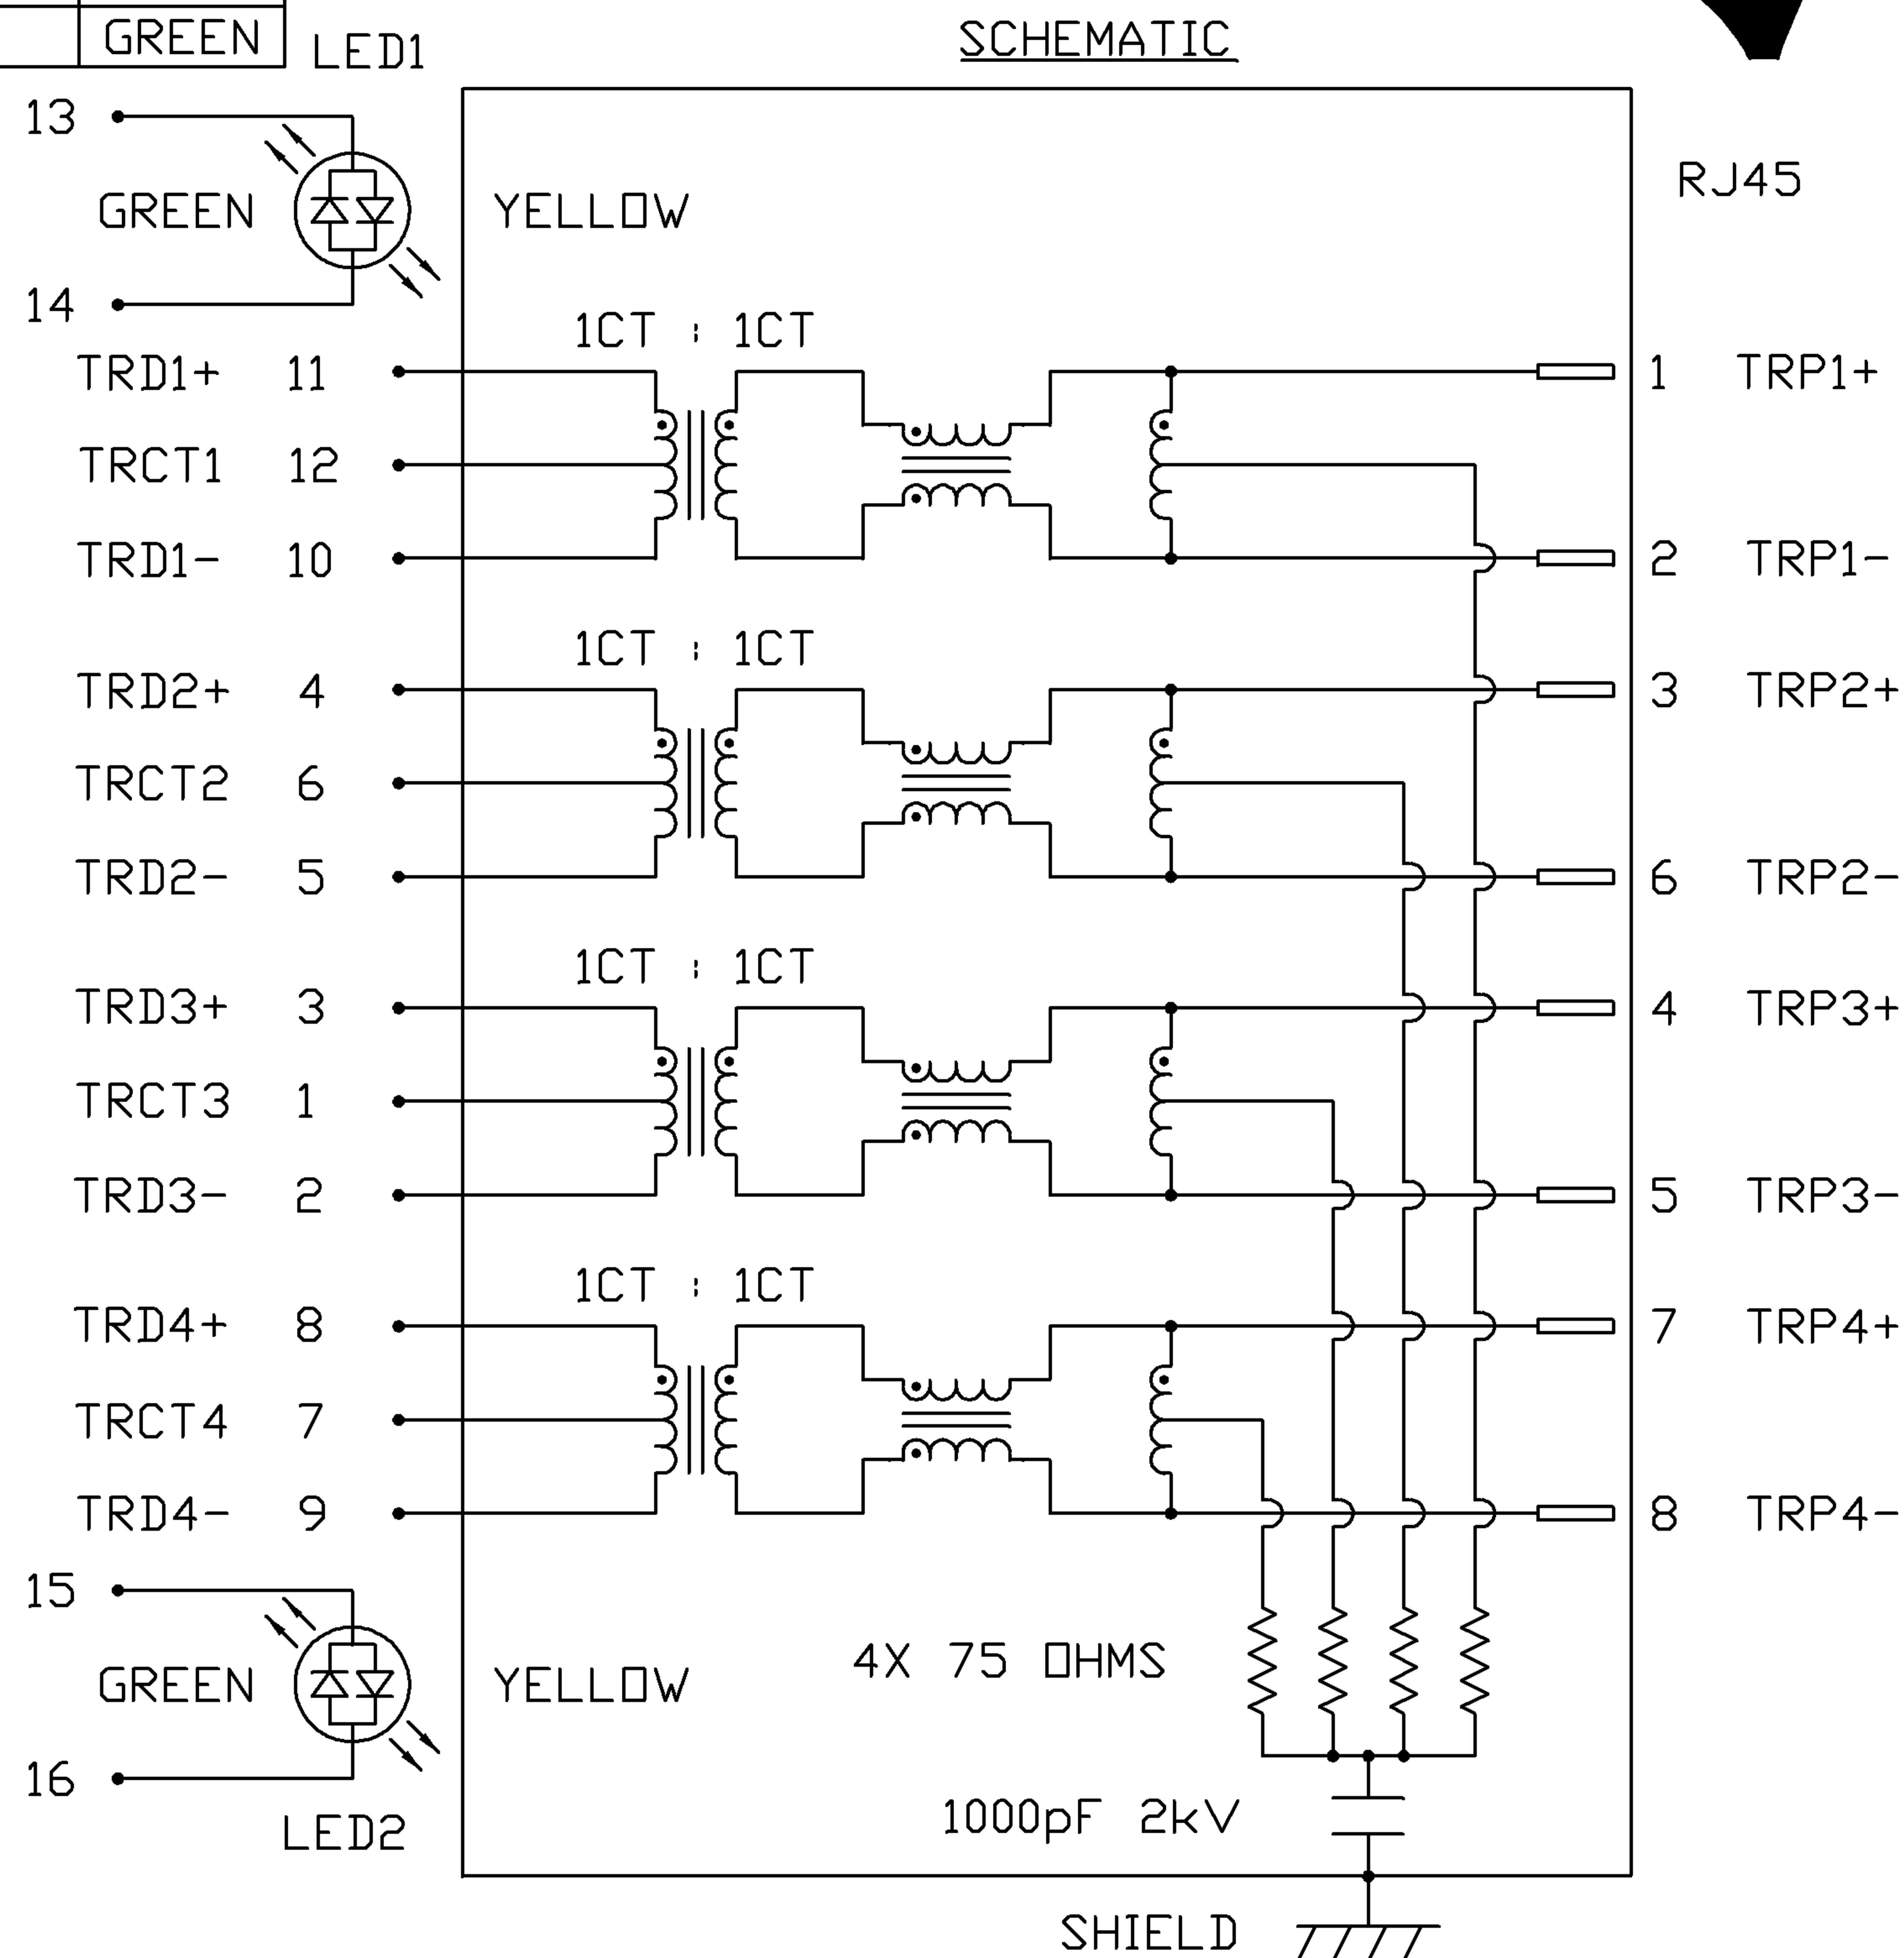 GREEN LED1 SCHEMATIC
13
RJ45
GREEN YELLOW
14
1CT : 1CT
TRD1+ 11 1 TRP1+
TRCT1 12
TRD1- 10 2 TRP1-
1CT : 1CT
TRD2+ 4 3 TRP2+
TRCT2 6
TRD2- 5 6 TRP2-
1CT : 1CT
TRD3+ 3 4 TRP3+
TRCT3 1
TRD3- 2 5 TRP3-
1CT : 1CT
TRD4+ 8 7 TRP4+
TRCT4 7
TRD4- 9 8 TRP4-
15
GREEN YELLOW 4X 75 OHMS
16
LED2 1000pF 2kV
SHIELD